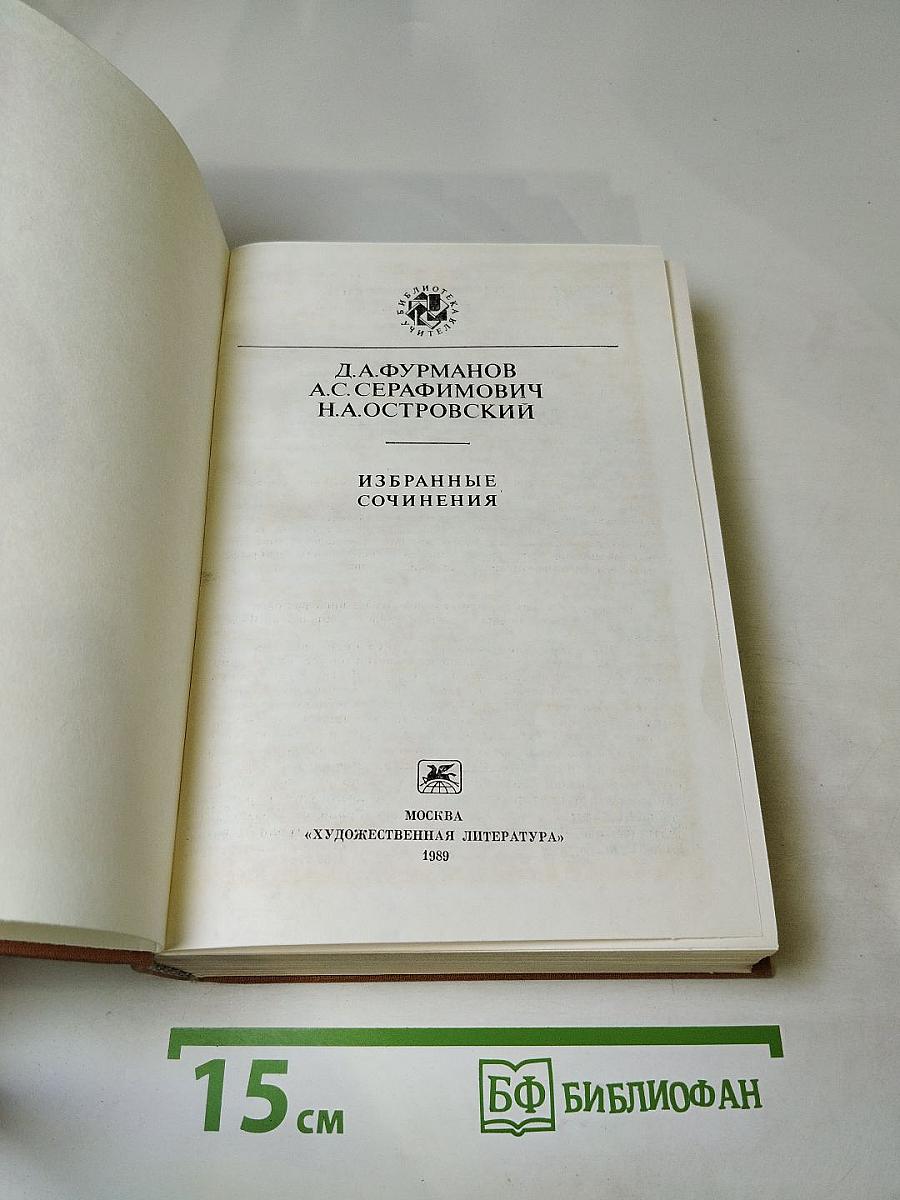 БИБЛИОТЕКА
УЧИТЕЛЯ
Д.А.ФУРМАНОВ
А.С.СЕРАФИМОВИЧ
Н.А.ОСТРОВСКИЙ
ИЗБРАННЫЕ
СОЧИНЕНИЯ
МОСКВА
«ХУДОЖЕСТВЕННАЯ ЛИТЕРАТУРА»
1989
15 см
БФ БИБЛИОФАН